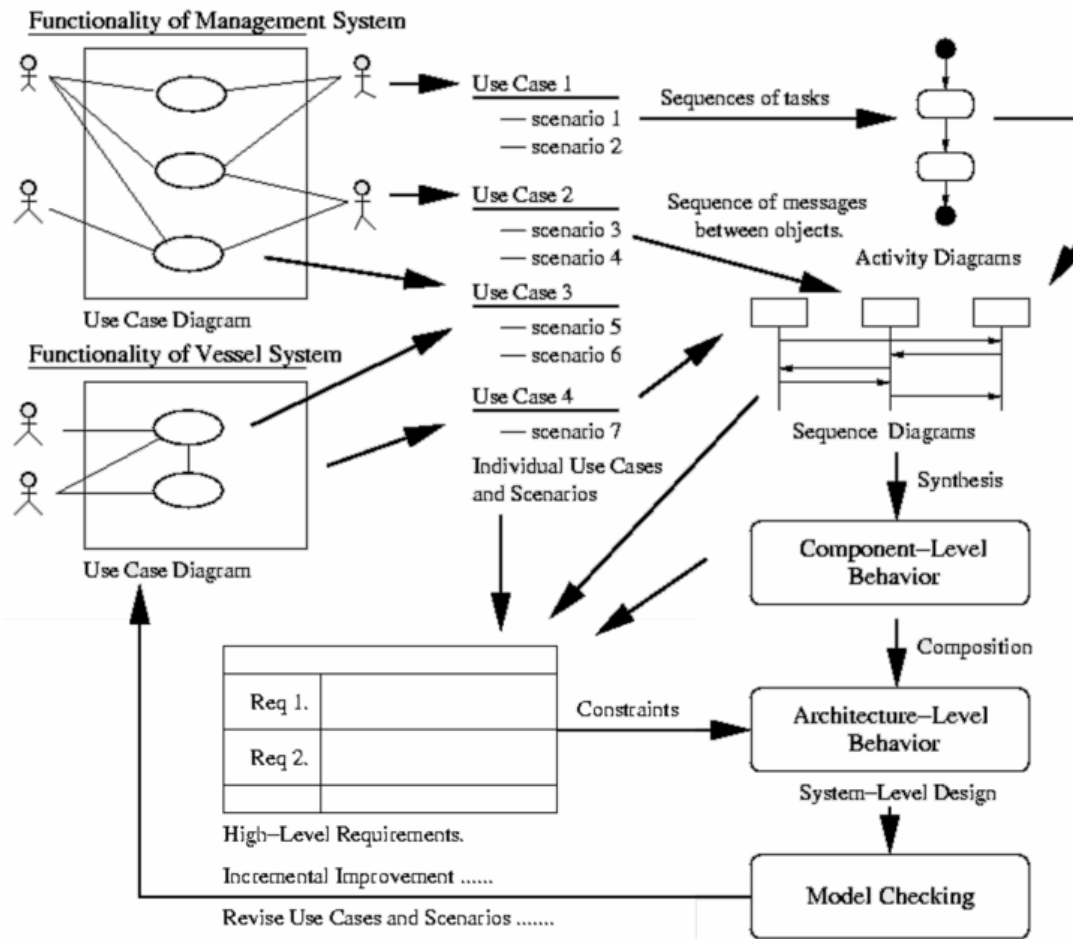 Functionality of Management System
Use Case Diagram
Functionality of Vessel System
Use Case Diagram
Use Case 1
— scenario 1
— scenario 2
Use Case 2
— scenario 3
— scenario 4
Use Case 3
— scenario 5
— scenario 6
Use Case 4
— scenario 7
Individual Use Cases
and Scenarios
Sequences of tasks
Sequence of messages
between objects.
Activity Diagrams
Sequence Diagrams
Synthesis
Component–Level
Behavior
Composition
Req 1.
Req 2.
Constraints
Architecture–Level
Behavior
System–Level Design
High–Level Requirements.
Incremental Improvement ......
Revise Use Cases and Scenarios .......
Model Checking